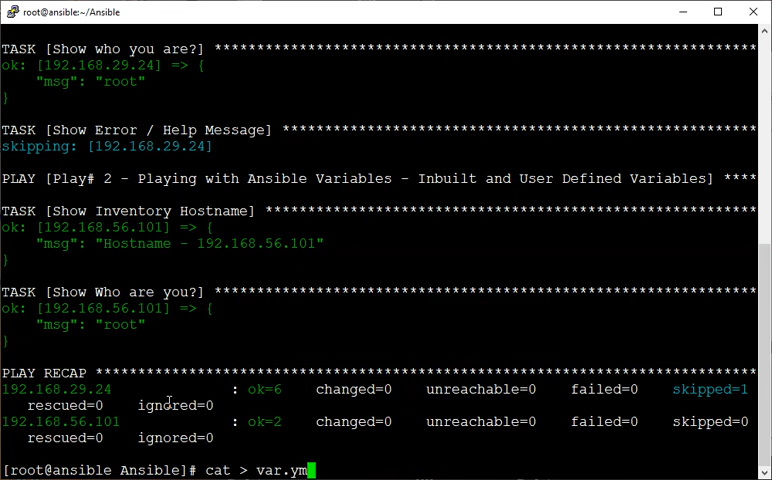 root@ansible:~/Ansible
TASK [Show who you are?] *******************************************************************
ok: [192.168.29.24] => {
    "msg": "root"
}
TASK [Show Error / Help Message] ***********************************************************
skipping: [192.168.29.24]
PLAY [Play# 2 - Playing with Ansible Variables - Inbuilt and User Defined Variables] ****
TASK [Show Inventory Hostname] *************************************************************
ok: [192.168.56.101] => {
    "msg": "Hostname - 192.168.56.101"
}
TASK [Show Who are you?] *******************************************************************
ok: [192.168.56.101] => {
    "msg": "root"
}
PLAY RECAP *********************************************************************************
192.168.29.24              : ok=6    changed=0    unreachable=0    failed=0    skipped=1
   rescued=0    ignored=0
192.168.56.101             : ok=2    changed=0    unreachable=0    failed=0    skipped=0
   rescued=0    ignored=0
[root@ansible Ansible]# cat > var.ym